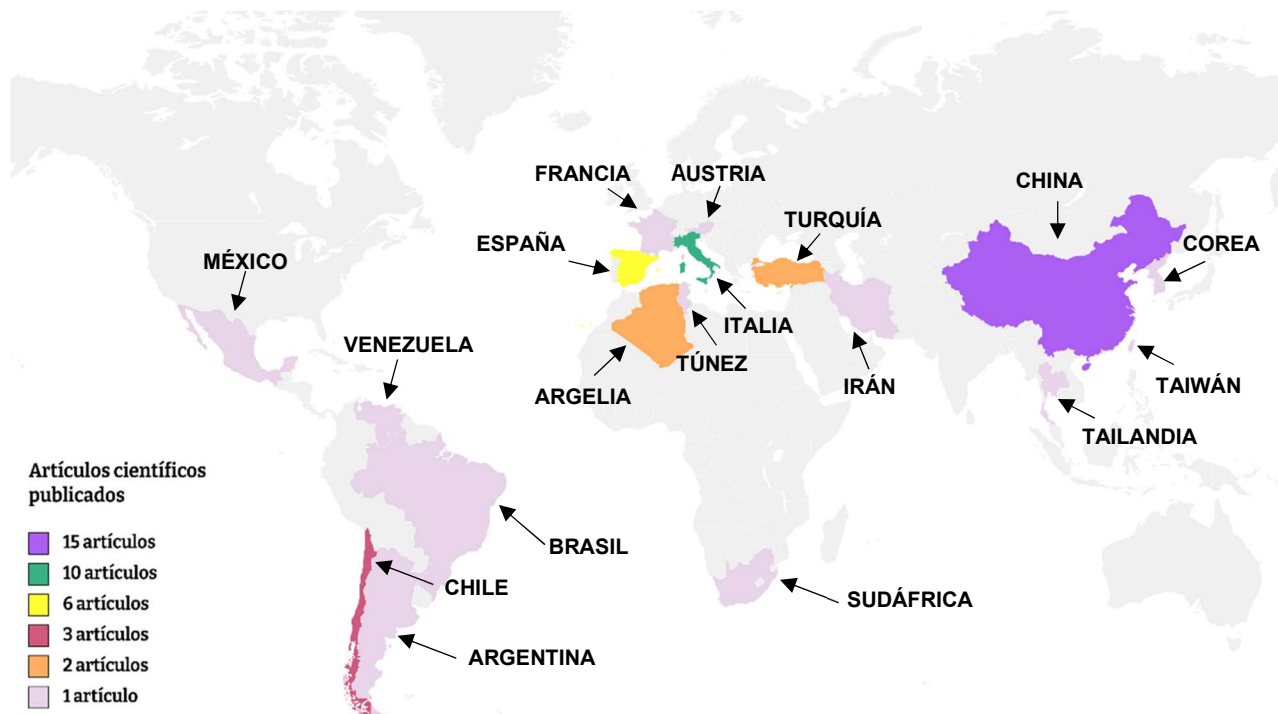 FRANCIA
AUSTRIA
CHINA
TURQUÍA
ESPAÑA
COREA
MÉXICO
ITALIA
VENEZUELA
TÚNEZ
IRÁN
TAIWÁN
ARGELIA
TAILANDIA
Artículos científicos
publicados
15 artículos
10 artículos
6 artículos
3 artículos
2 artículos
1 artículo
BRASIL
CHILE
SUDÁFRICA
ARGENTINA